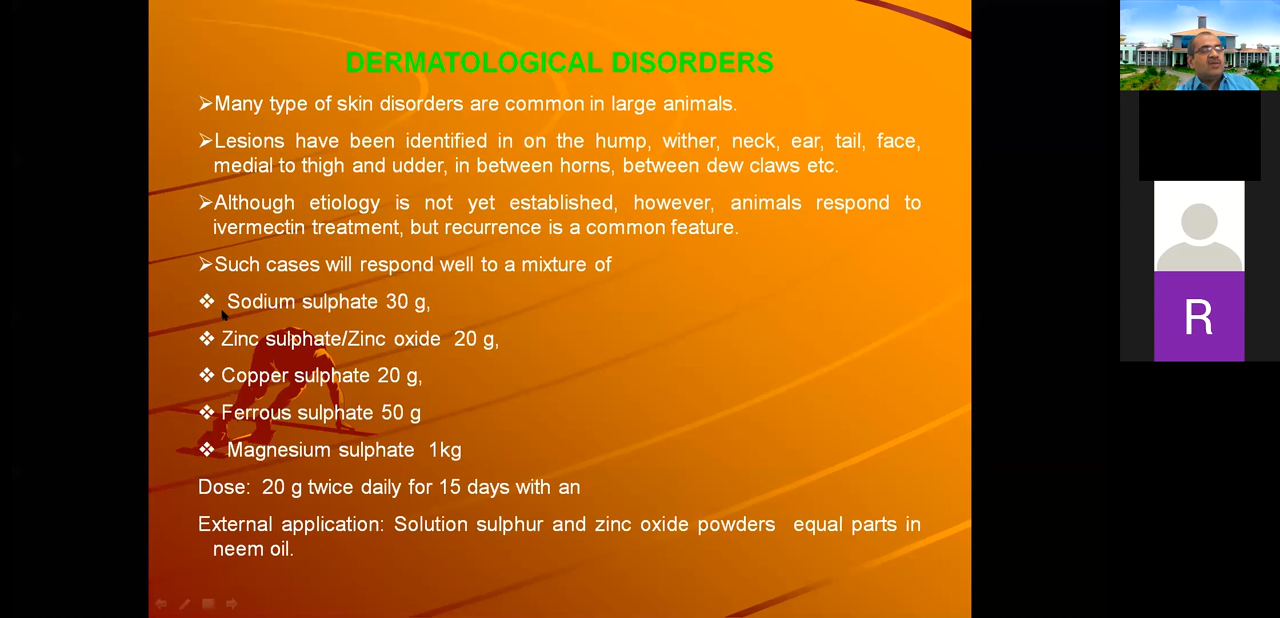 DERMATOLOGICAL DISORDERS
➢Many type of skin disorders are common in large animals.
➢Lesions have been identified in on the hump, wither, neck, ear, tail, face,
medial to thigh and udder, in between horns, between dew claws etc.
➢Although etiology is not yet established, however, animals respond to
ivermectin treatment, but recurrence is a common feature.
➢Such cases will respond well to a mixture of
❖ Sodium sulphate 30 g,
❖ Zinc sulphate/Zinc oxide 20 g,
❖ Copper sulphate 20 g,
❖ Ferrous sulphate 50 g
❖ Magnesium sulphate 1kg
Dose: 20 g twice daily for 15 days with an
External application: Solution sulphur and zinc oxide powders equal parts in
neem oil.
R